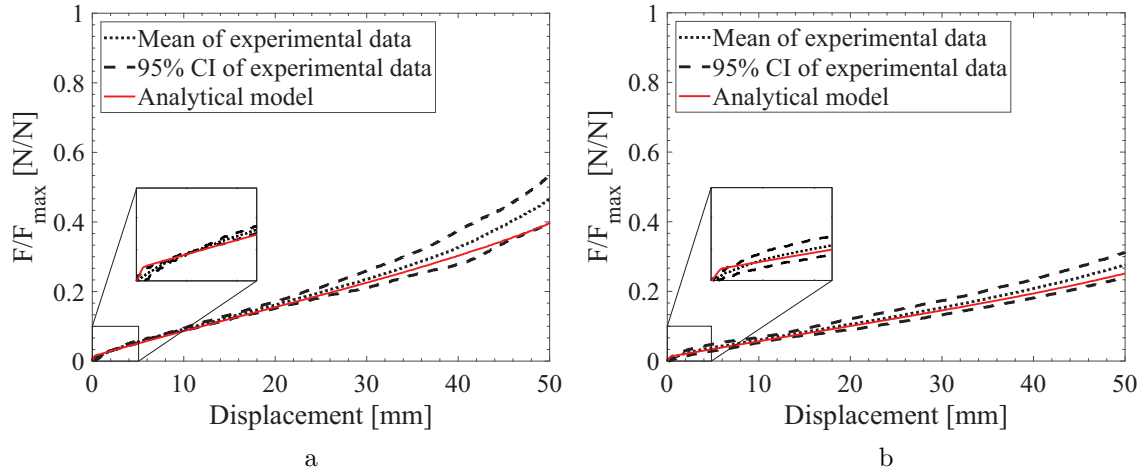 1
0.8
0.6
0.4
0.2
0
F/F_max [N/N]
Mean of experimental data
95% CI of experimental data
Analytical model
0 10 20 30 40 50
Displacement [mm]
a
1
0.8
0.6
0.4
0.2
0
F/F_max [N/N]
Mean of experimental data
95% CI of experimental data
Analytical model
0 10 20 30 40 50
Displacement [mm]
b